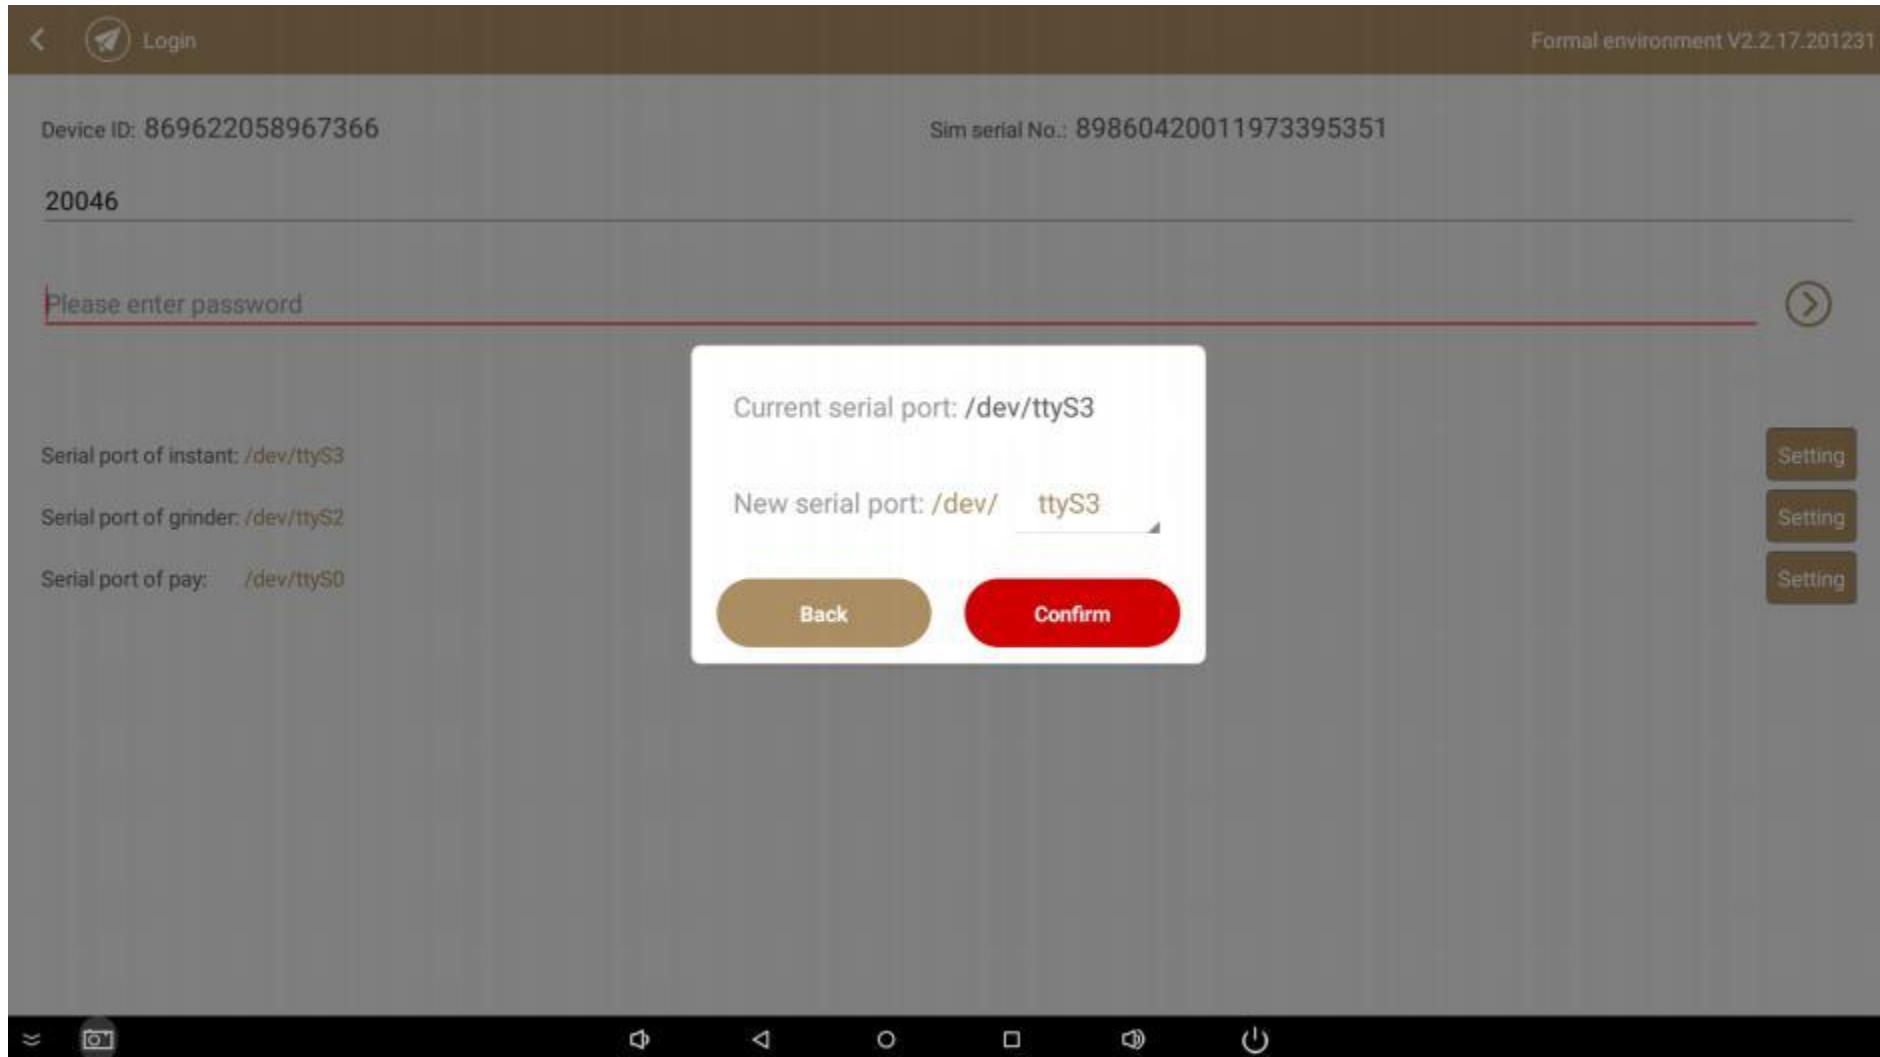 Login
Formal environment V2.2.17.201231
Device ID: 869622058967366
Sim serial No.: 89860420011973395351
20046
Please enter password
Current serial port: /dev/ttyS3
New serial port: /dev/ ttyS3
Back
Confirm
Serial port of instant: /dev/ttyS3
Setting
Serial port of grinder: /dev/ttyS2
Setting
Serial port of pay: /dev/ttyS0
Setting